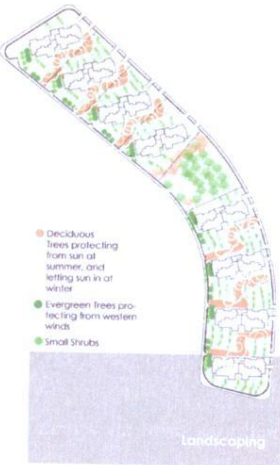 Deciduous
Trees protecting
from sun at
summer, and
letting sun in at
winter
Evergreen Trees pro-
tecting from western
winds
Small Shrubs
Landscaping